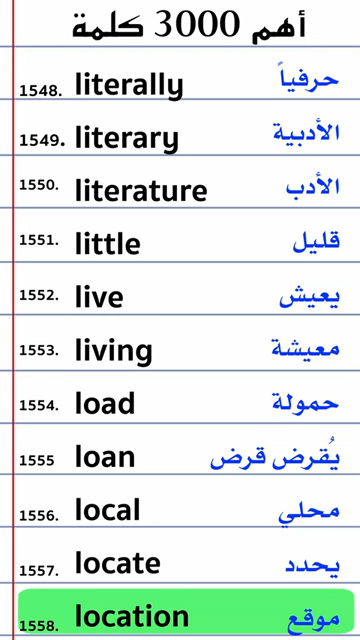 أهم 3000 كلمة
1548. literally حرفياً
1549. literary الأدبية
1550. literature الأدب
1551. little قليل
1552. live يعيش
1553. living معيشة
1554. load حمولة
1555 loan يُقرض قرض
1556. local محلي
1557. locate يحدد
1558. location موقع